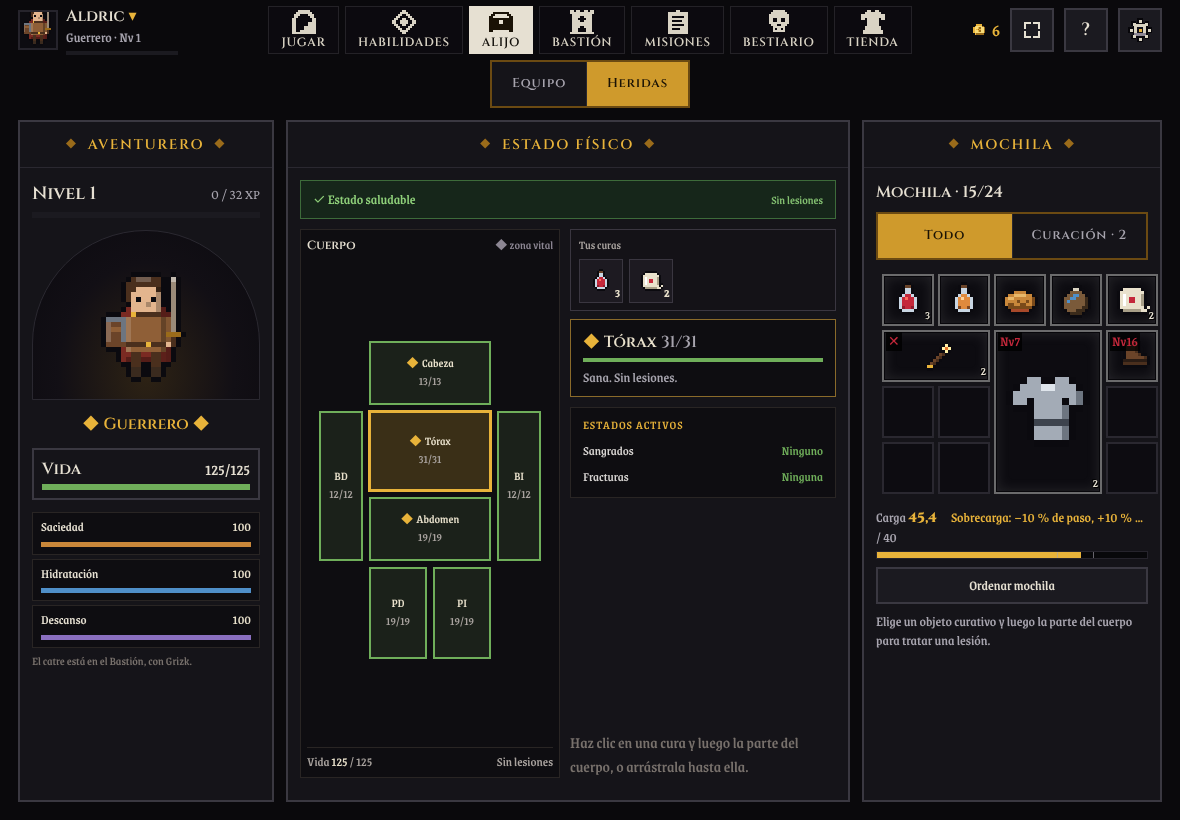 Aldric ▾
Guerrero · Nv 1
Jugar
Habilidades
Alijo
Bastión
Misiones
Bestiario
Tienda
6
?
Equipo
Heridas
◆ AVENTURERO ◆
Nivel 1
0 / 32 XP
◆ Guerrero ◆
Vida
125/125
Saciedad
100
Hidratación
100
Descanso
100
El catre está en el Bastión, con Grizk.
◆ ESTADO FÍSICO ◆
✓ Estado saludable
Sin lesiones
Cuerpo
◆ zona vital
◆ Cabeza
13/13
BD
12/12
◆ Tórax
31/31
BI
12/12
◆ Abdomen
19/19
PD
19/19
PI
19/19
Vida 125 / 125
Sin lesiones
Tus curas
3
2
◆ Tórax 31/31
Sana. Sin lesiones.
ESTADOS ACTIVOS
Sangrados
Ninguno
Fracturas
Ninguna
Haz clic en una cura y luego la parte del
cuerpo, o arrástrala hasta ella.
◆ MOCHILA ◆
Mochila · 15/24
Todo
Curación · 2
3
2
✕
2
Nv7
2
Nv16
Carga 45,4
/ 40
Sobrecarga: −10 % de paso, +10 % ...
Ordenar mochila
Elige un objeto curativo y luego la parte del cuerpo
para tratar una lesión.